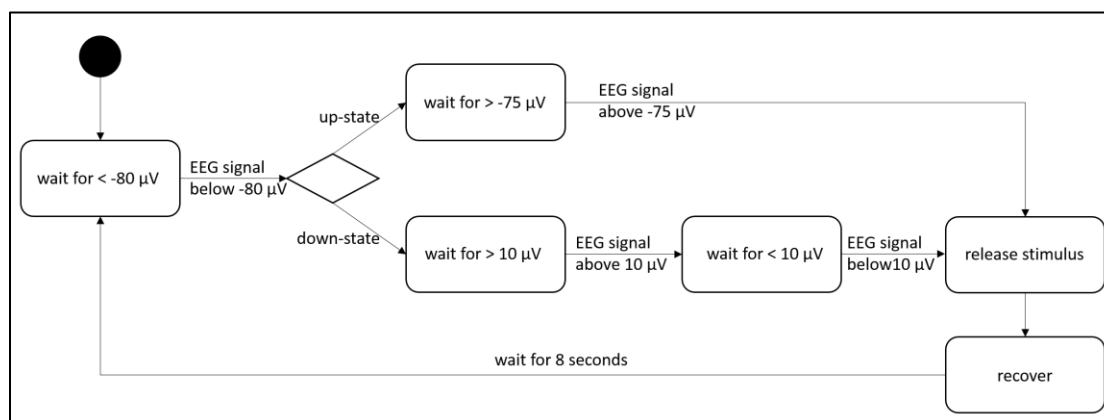 wait for > -75 µV
EEG signal
above -75 µV
up-state
wait for < -80 µV
EEG signal
below -80 µV
down-state
wait for > 10 µV
EEG signal
above 10 µV
wait for < 10 µV
EEG signal
below10 µV
release stimulus
wait for 8 seconds
recover